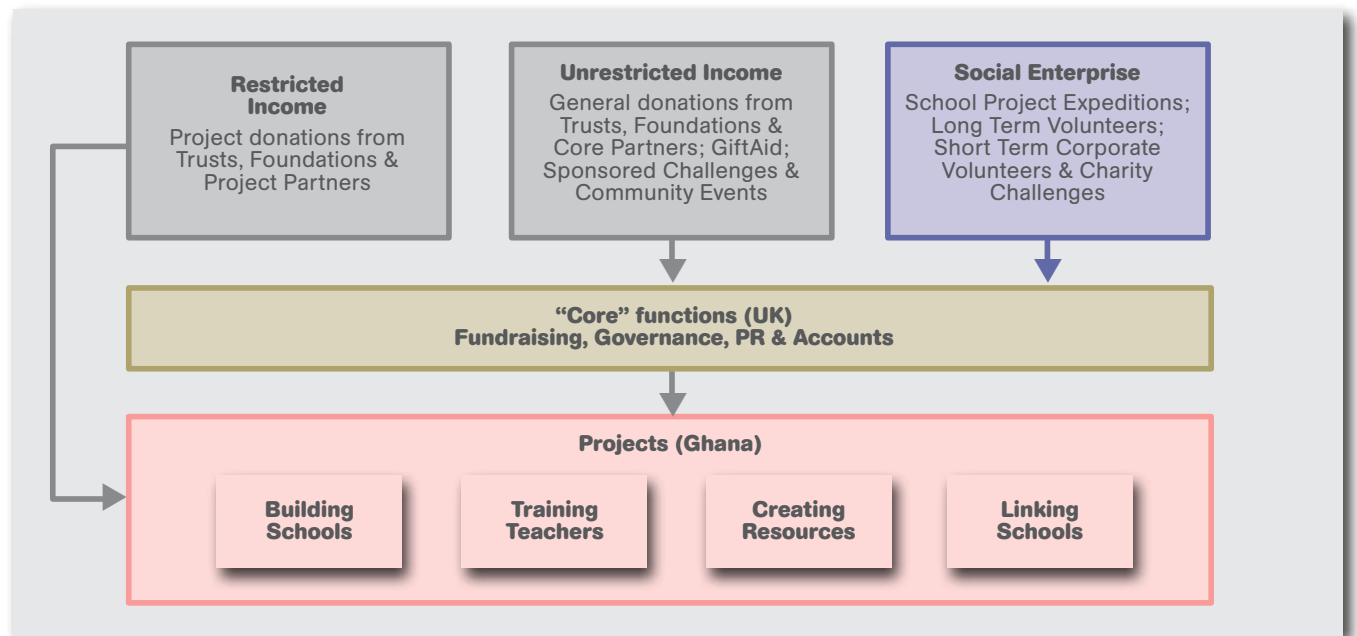 Restricted
Income
Project donations from
Trusts, Foundations &
Project Partners
Unrestricted Income
General donations from
Trusts, Foundations &
Core Partners; GiftAid;
Sponsored Challenges &
Community Events
Social Enterprise
School Project Expeditions;
Long Term Volunteers;
Short Term Corporate
Volunteers & Charity
Challenges
“Core” functions (UK)
Fundraising, Governance, PR & Accounts
Projects (Ghana)
Building
Schools
Training
Teachers
Creating
Resources
Linking
Schools